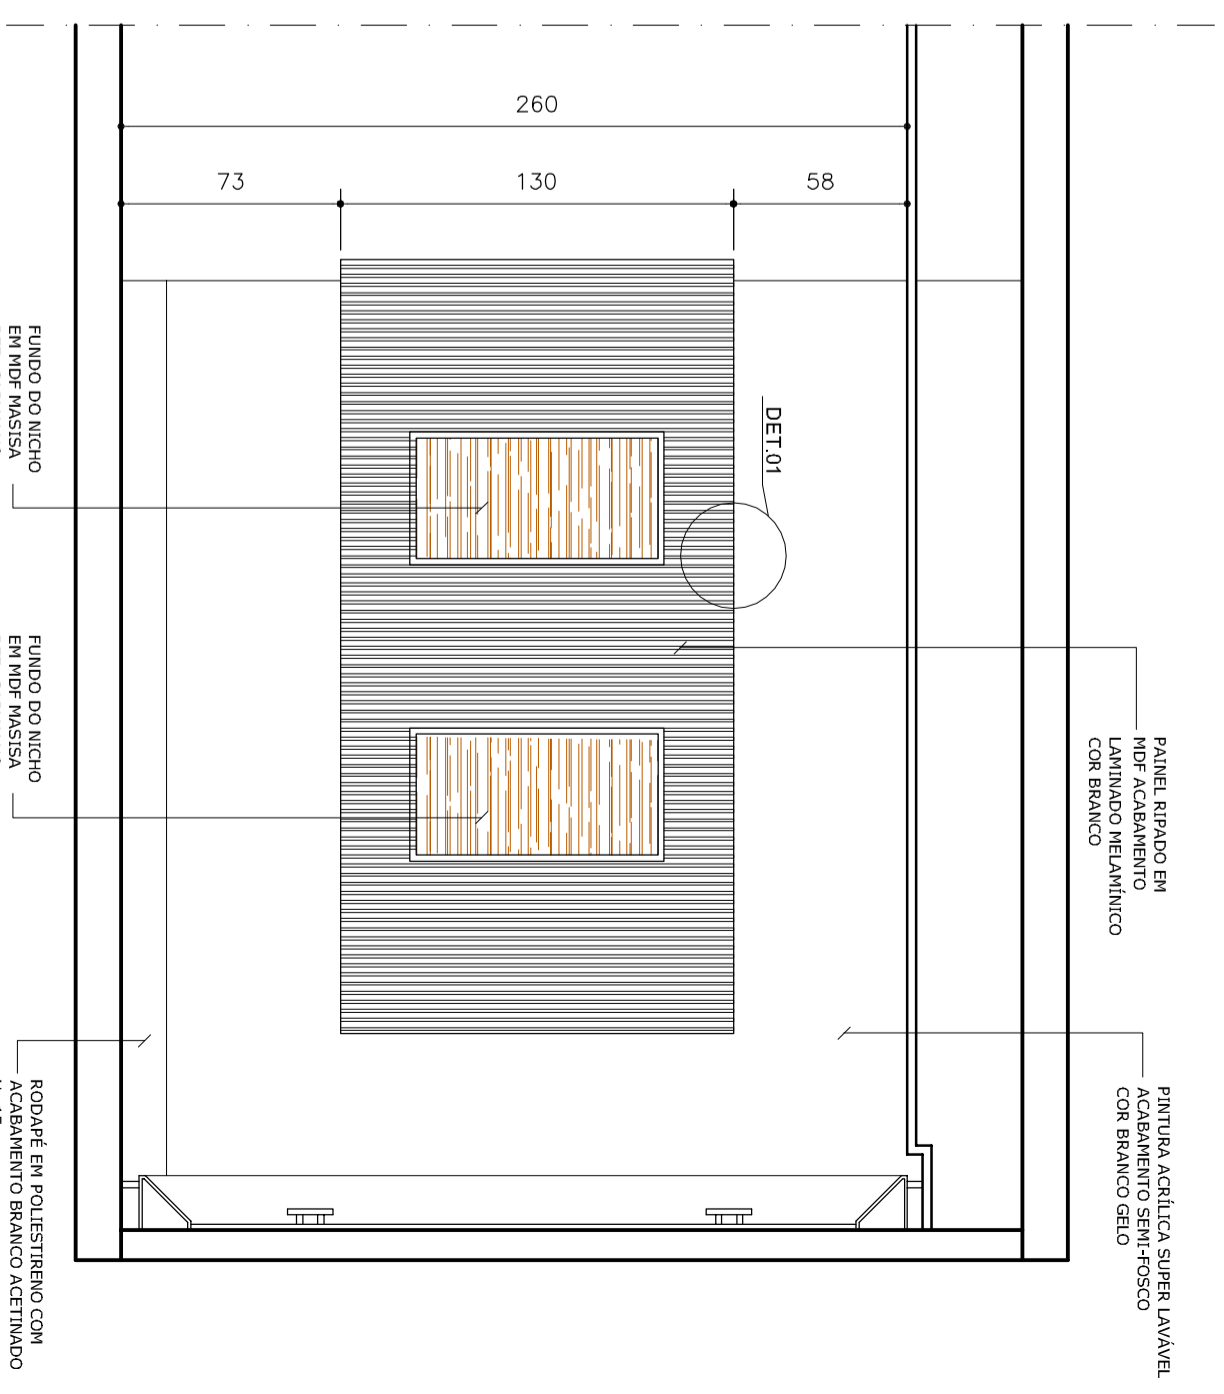 260
73
130
58
DET.01
PAINEL RIPADO EM
MDF ACABAMENTO
LAMINADO MELAMÍNICO
COR BRANCO
PINTURA ACRÍLICA SUPER LAVÁVEL
ACABAMENTO SEMI-FOSCO
COR BRANCO GELO
FUNDO DO NICHO
EM MDF MASISA
FUNDO DO NICHO
EM MDF MASISA
RODAPÉ EM POLIESTIRENO COM
ACABAMENTO BRANCO ACETINADO